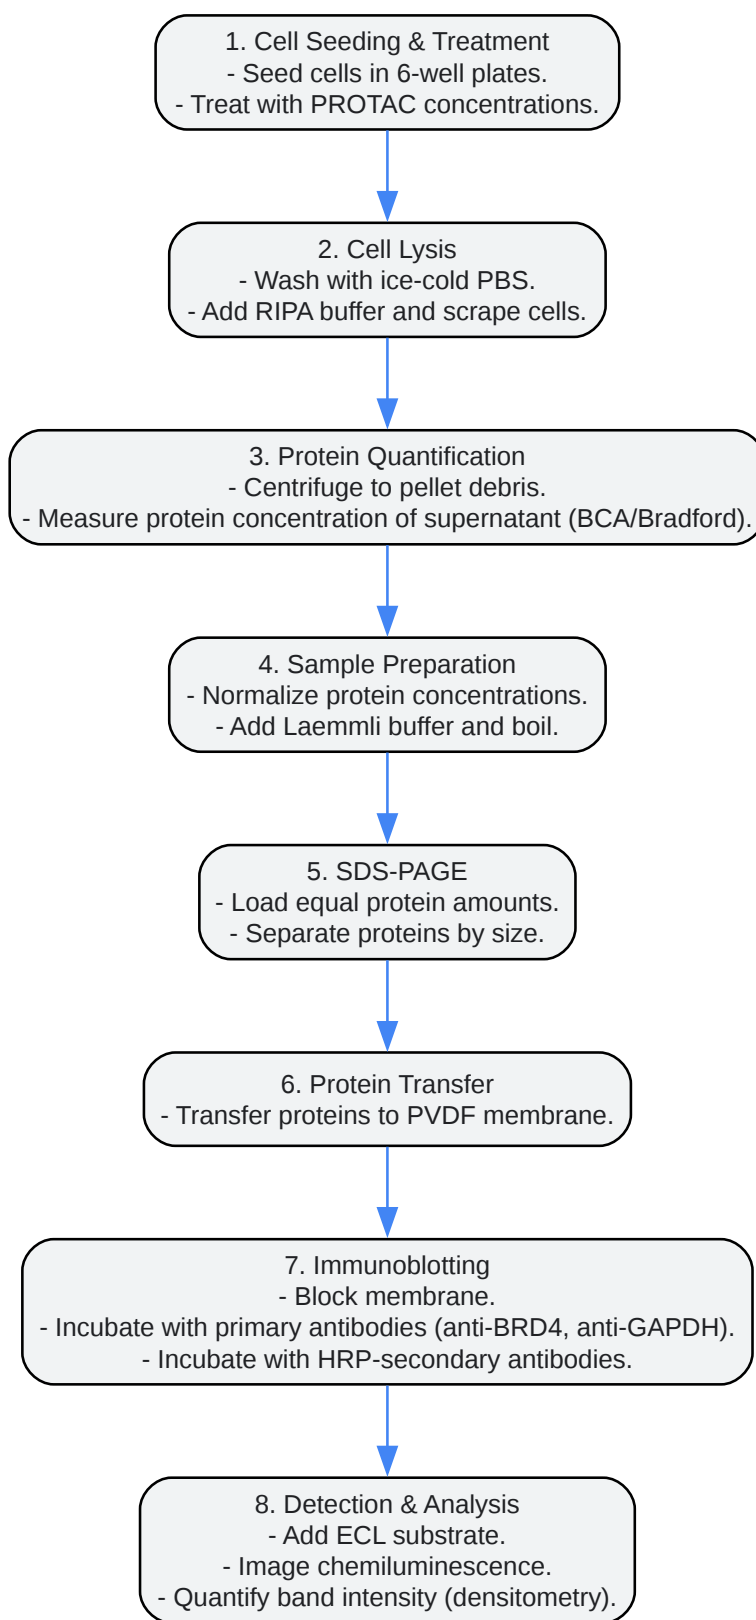 1. Cell Seeding & Treatment
- Seed cells in 6-well plates.
- Treat with PROTAC concentrations.
2. Cell Lysis
- Wash with ice-cold PBS.
- Add RIPA buffer and scrape cells.
3. Protein Quantification
- Centrifuge to pellet debris.
- Measure protein concentration of supernatant (BCA/Bradford).
4. Sample Preparation
- Normalize protein concentrations.
- Add Laemmli buffer and boil.
5. SDS-PAGE
- Load equal protein amounts.
- Separate proteins by size.
6. Protein Transfer
- Transfer proteins to PVDF membrane.
7. Immunoblotting
- Block membrane.
- Incubate with primary antibodies (anti-BRD4, anti-GAPDH).
- Incubate with HRP-secondary antibodies.
8. Detection & Analysis
- Add ECL substrate.
- Image chemiluminescence.
- Quantify band intensity (densitometry).